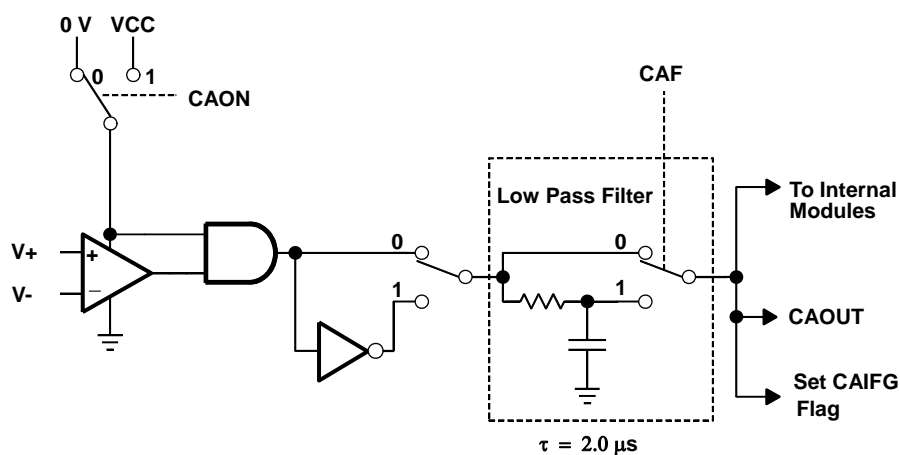 0 V VCC
0 1
CAON
CAF
Low Pass Filter
To Internal
Modules
V+
+
0
0
V-
_
1
1
CAOUT
Set CAIFG
Flag
τ = 2.0 μs